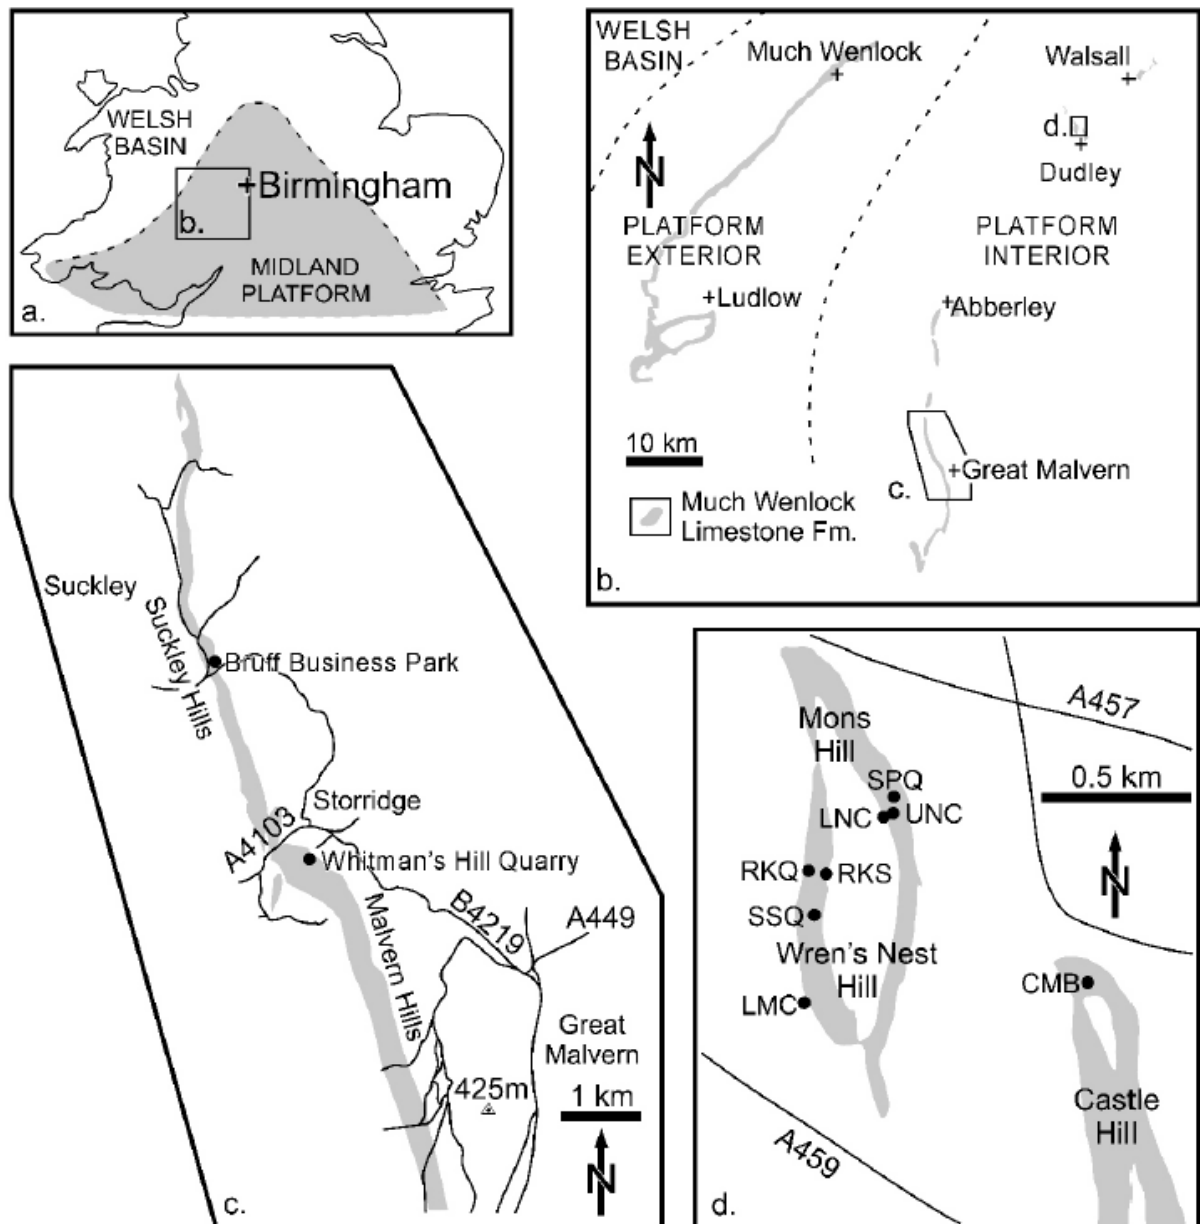 WELSH
BASIN
Birmingham
b.
MIDLAND
PLATFORM
a.
WELSH
BASIN
Much Wenlock
Walsall
d.
Dudley
N
PLATFORM
EXTERIOR
PLATFORM
INTERIOR
Ludlow
Abberley
10 km
Great Malvern
c.
Much Wenlock
Limestone Fm.
b.
Suckley
Suckley Hills
Bruff Business Park
Storridge
A4103
Whitman's Hill Quarry
Malvern Hills
B4219
A449
Great
Malvern
425m
1 km
N
c.
A457
Mons
Hill
0.5 km
SPQ
LNC
UNC
N
RKQ
RKS
SSQ
Wren's Nest
Hill
CMB
LMC
Castle
Hill
A459
d.